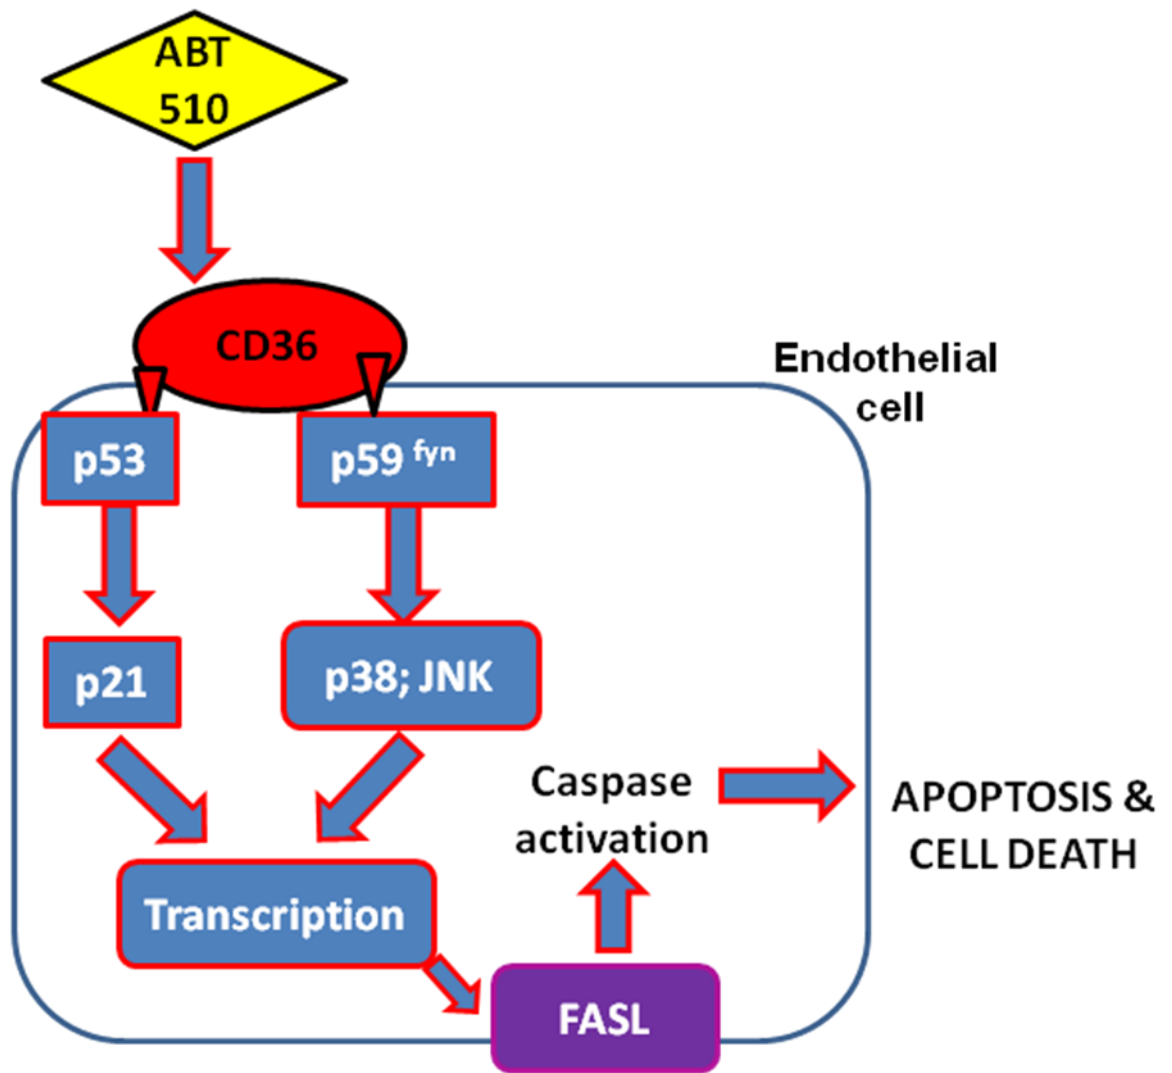 ABT
510
CD36
Endothelial
cell
p53
p59 fyn
p21
p38; JNK
Caspase
activation
APOPTOSIS &
CELL DEATH
Transcription
FASL